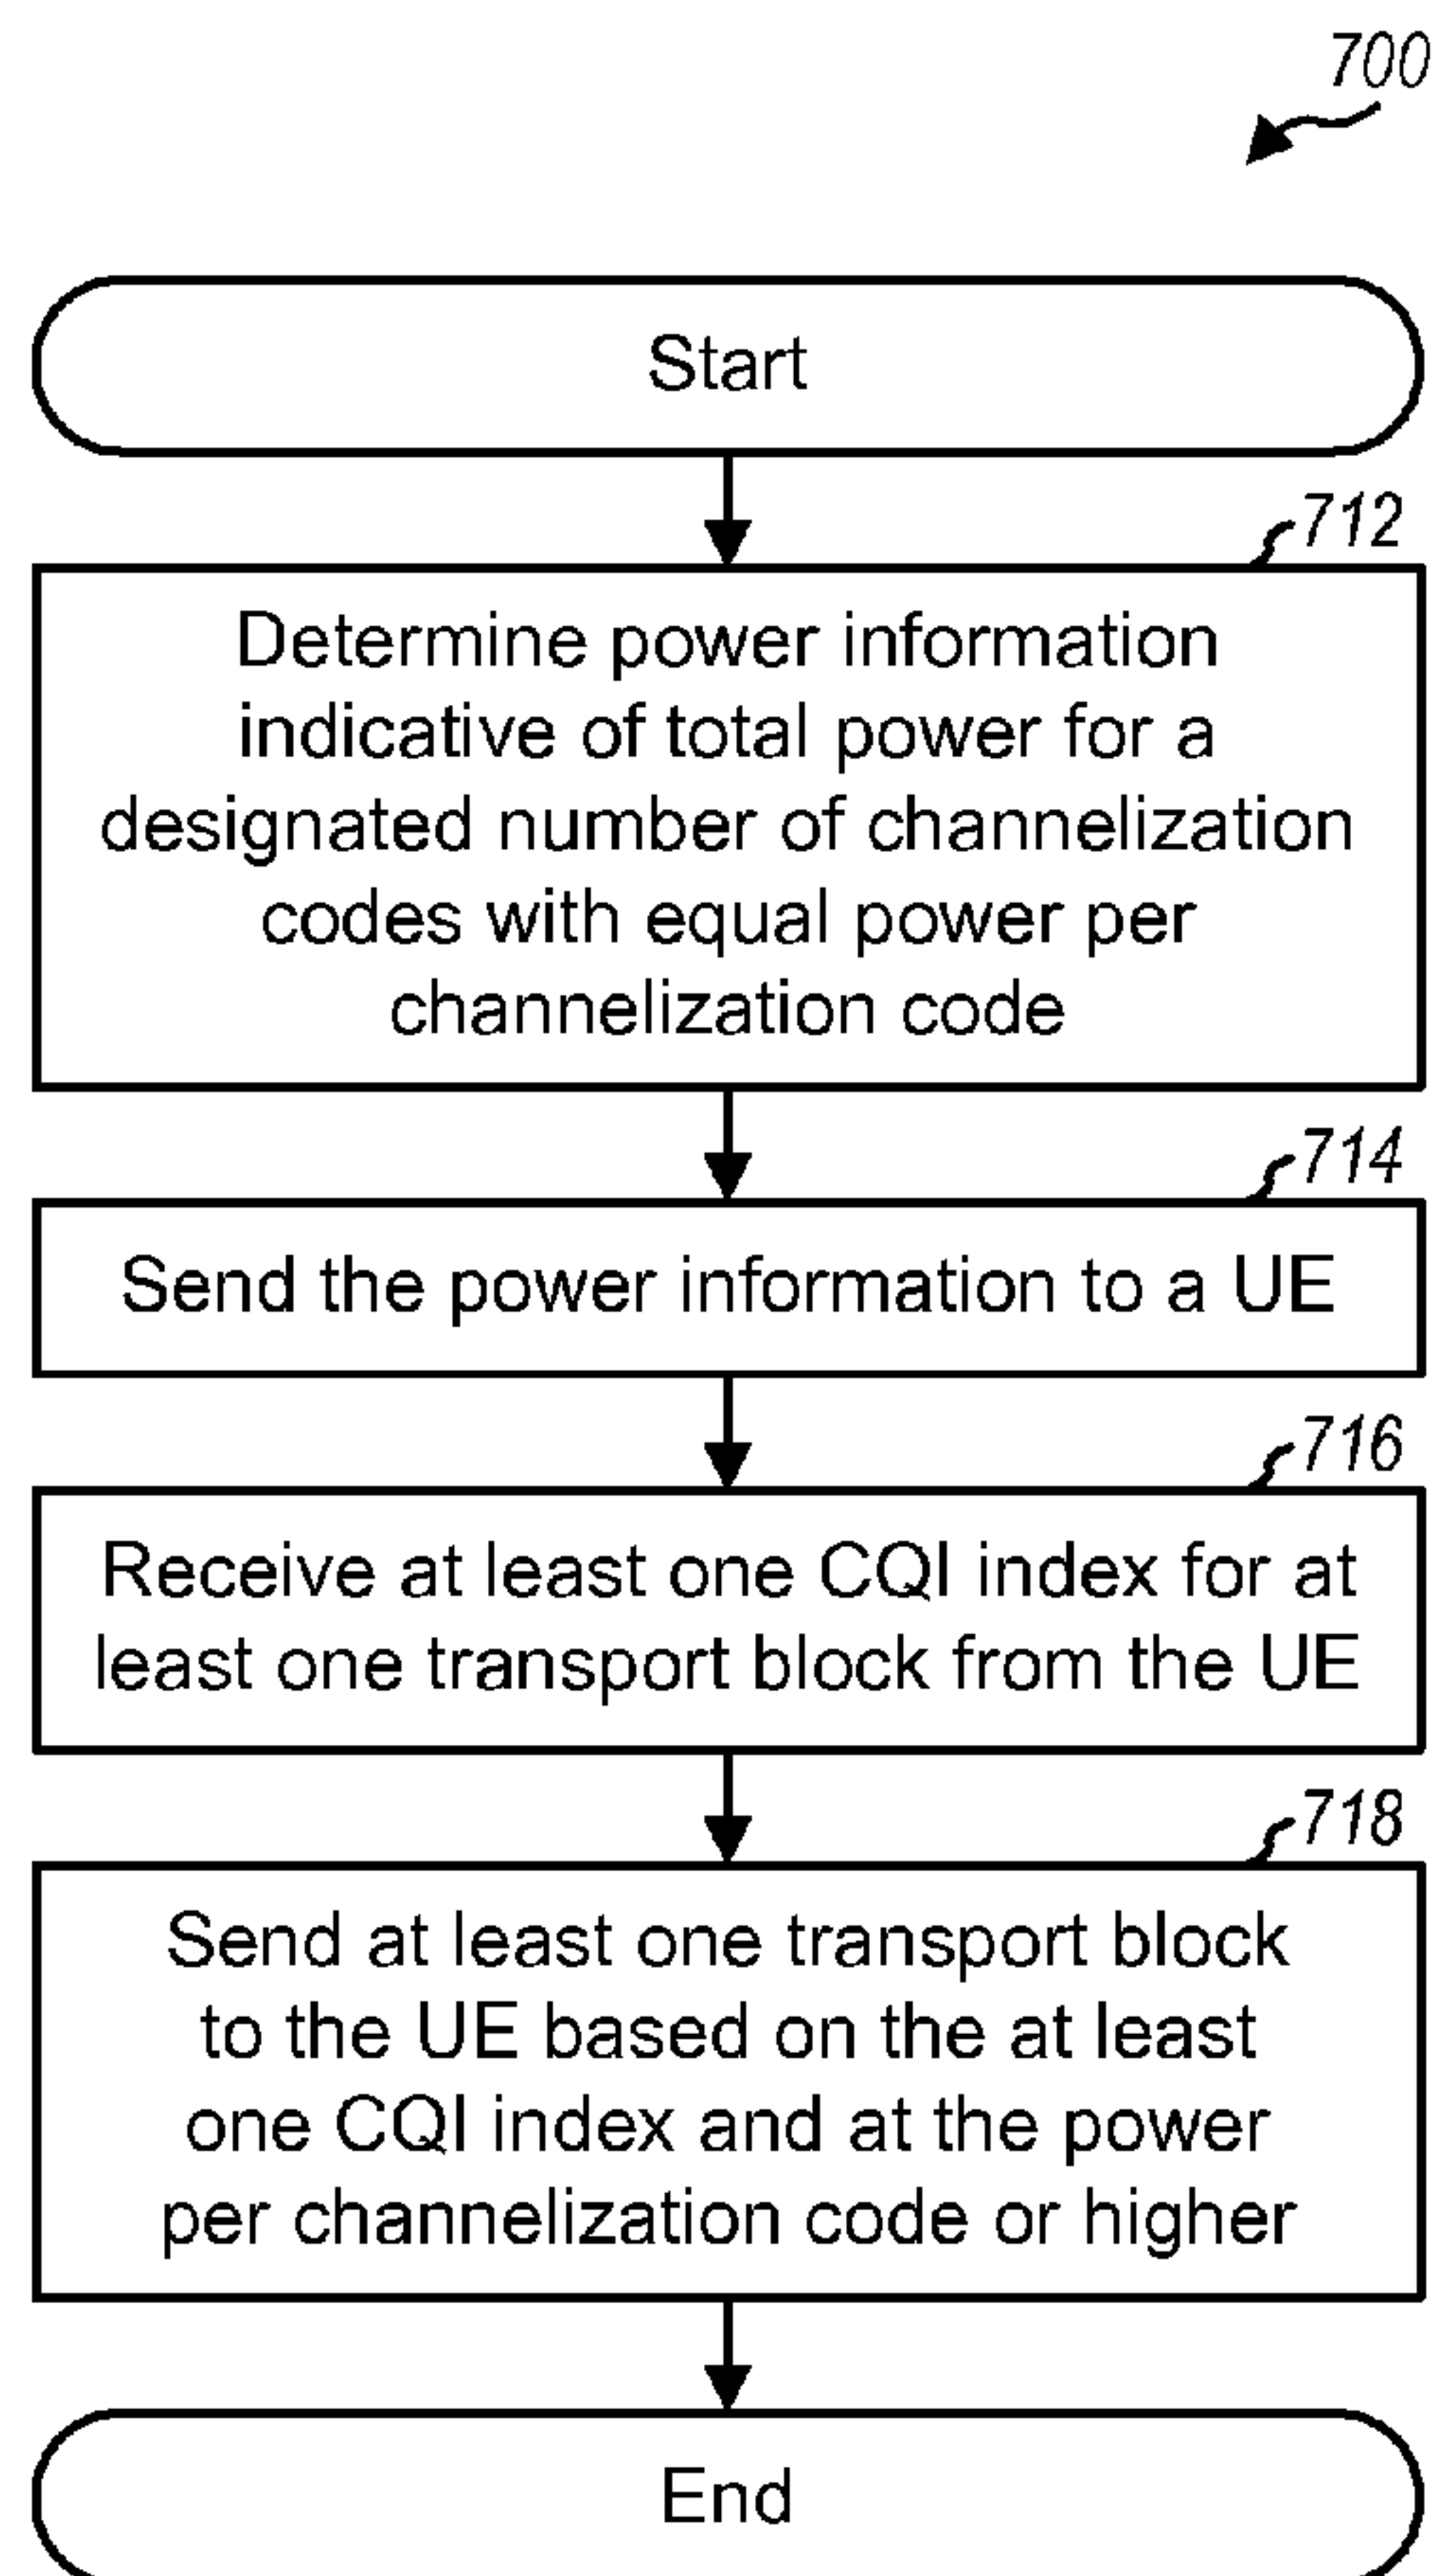 700
Start
712
Determine power information
indicative of total power for a
designated number of channelization
codes with equal power per
channelization code
714
Send the power information to a UE
716
Receive at least one CQI index for at
least one transport block from the UE
718
Send at least one transport block
to the UE based on the at least
one CQI index and at the power
per channelization code or higher
End